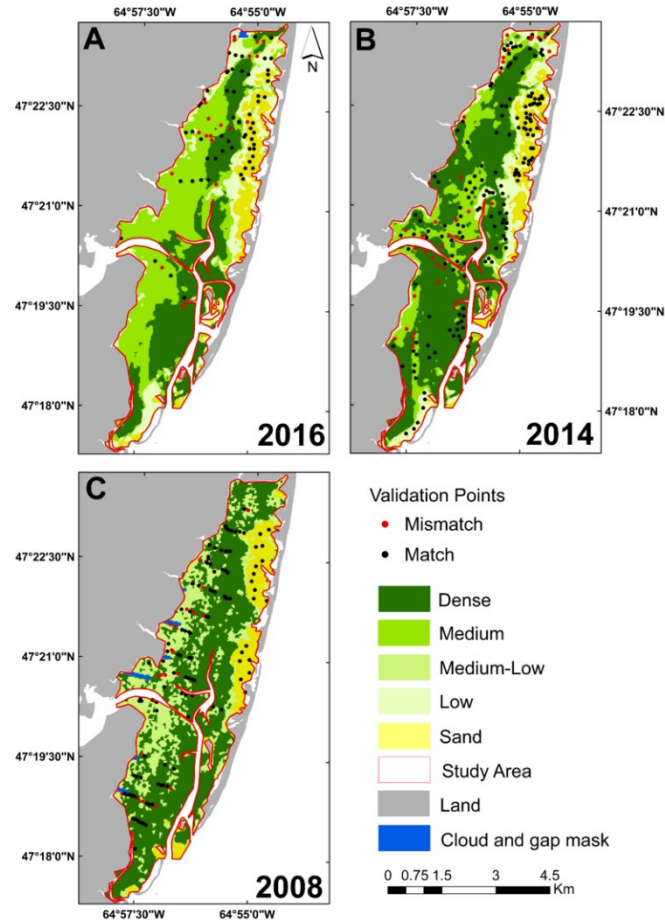 64°57'30"W 64°55'0"W
64°57'30"W 64°55'0"W
A
N
B
47°22'30"N
47°22'30"N
47°21'0"N
47°21'0"N
47°19'30"N
47°19'30"N
47°18'0"N
47°18'0"N
2016
2014
C
47°22'30"N
47°21'0"N
47°19'30"N
47°18'0"N
2008
64°57'30"W 64°55'0"W
Validation Points
Mismatch
Match
Dense
Medium
Medium-Low
Low
Sand
Study Area
Land
Cloud and gap mask
0 0.75 1.5 3 4.5
Km